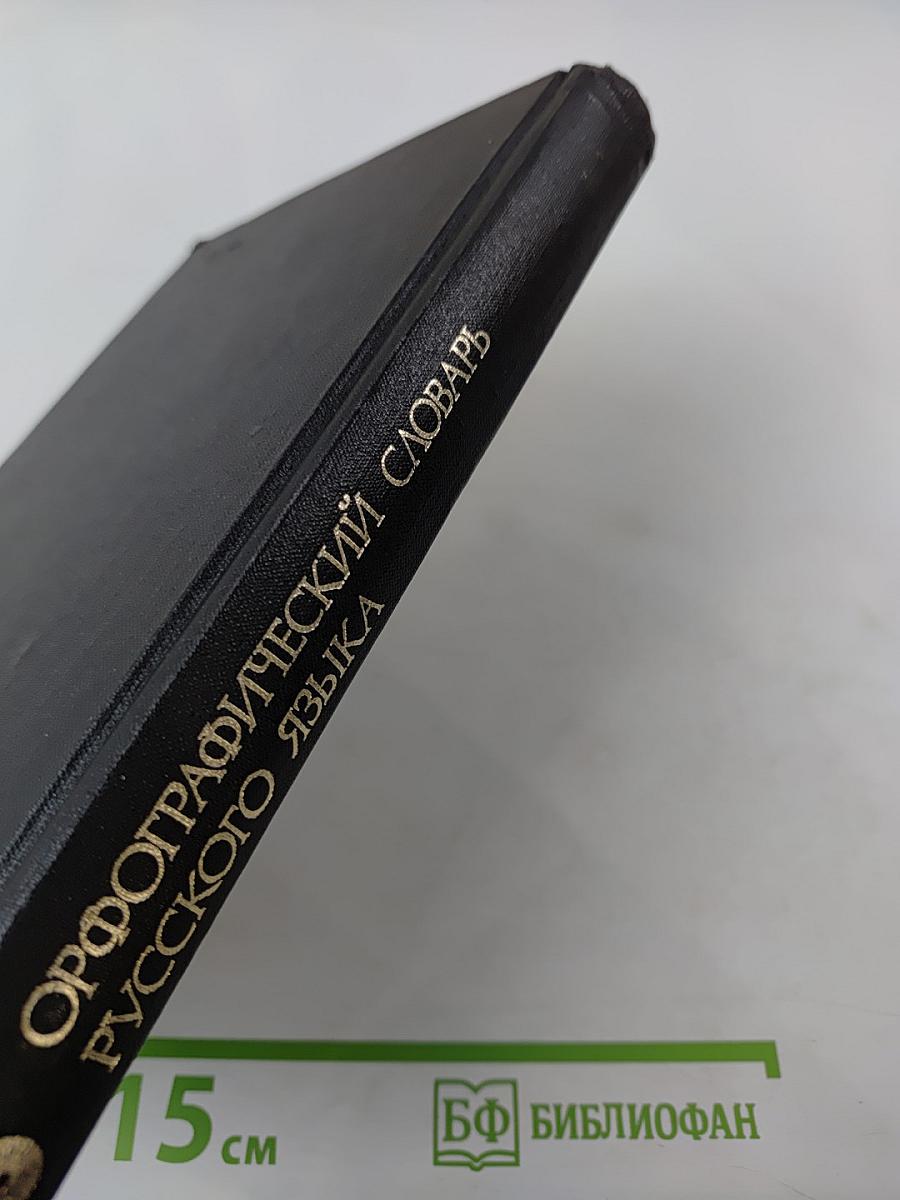 ОРФОГРАФИЧЕСКИЙ СЛОВАРЬ
РУССКОГО ЯЗЫКА
15 см
БФ БИБЛИОФАН